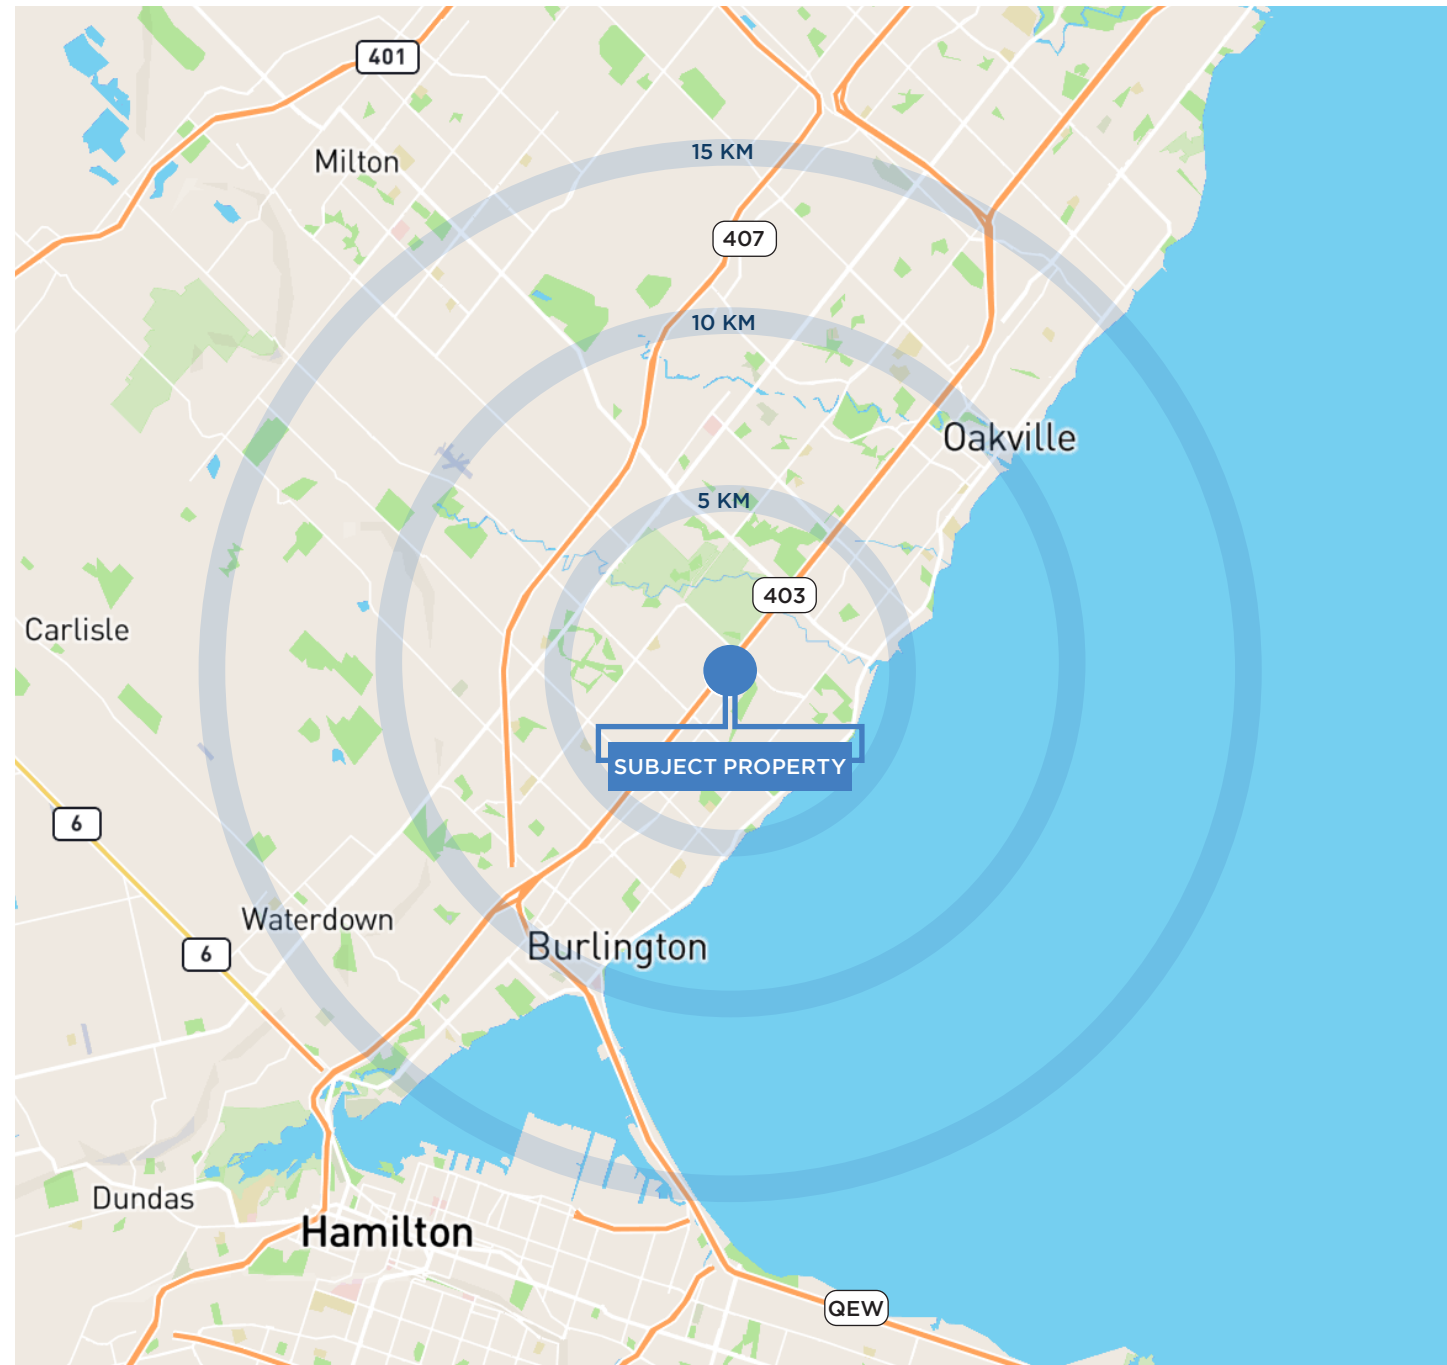 401
Milton
15 KM
407
10 KM
Oakville
5 KM
403
Carlisle
SUBJECT PROPERTY
6
Waterdown
6
Burlington
Dundas
Hamilton
QEW